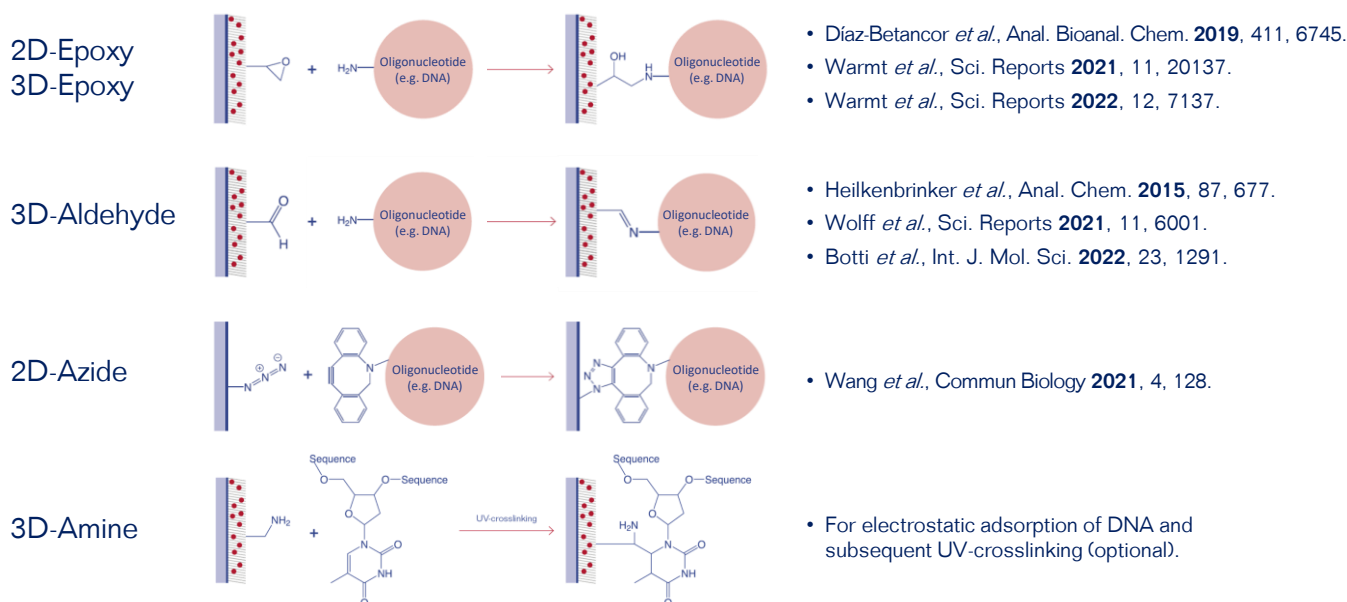 2D-Epoxy
3D-Epoxy
O
+
H₂N
Oligonucleotide
(e.g. DNA)
OH
H
N
Oligonucleotide
(e.g. DNA)
• Díaz-Betancor et al., Anal. Bioanal. Chem. 2019, 411, 6745.
• Warmt et al., Sci. Reports 2021, 11, 20137.
• Warmt et al., Sci. Reports 2022, 12, 7137.
3D-Aldehyde
O
H
+
H₂N
Oligonucleotide
(e.g. DNA)
N
Oligonucleotide
(e.g. DNA)
• Heilkenbrinker et al., Anal. Chem. 2015, 87, 677.
• Wolff et al., Sci. Reports 2021, 11, 6001.
• Botti et al., Int. J. Mol. Sci. 2022, 23, 1291.
2D-Azide
N N N
⊕ ⊖
+
N
Oligonucleotide
(e.g. DNA)
N
N
N
N
Oligonucleotide
(e.g. DNA)
• Wang et al., Commun Biology 2021, 4, 128.
3D-Amine
NH₂
+
Sequence
O
O Sequence
O
N O
NH
O
UV-crosslinking
Sequence
O
O Sequence
O
H₂N
N O
NH
O
• For electrostatic adsorption of DNA and
subsequent UV-crosslinking (optional).